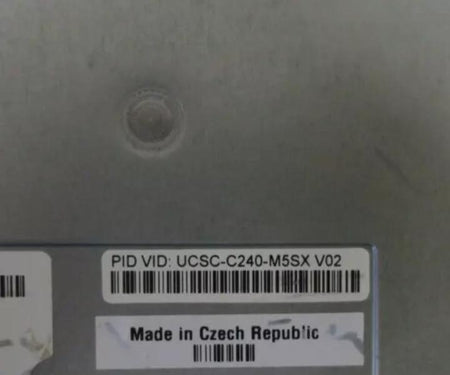 PID VID: UCSC-C240-M5SX V02
Made in Czech Republic